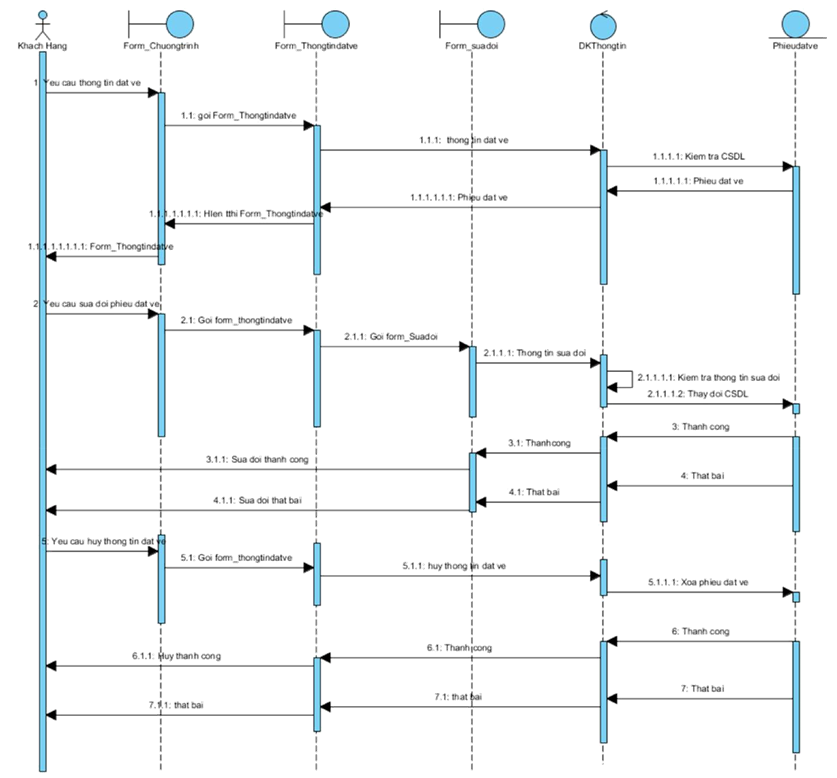 Khach Hang
Form_Chuongtrinh
Form_Thongtindatve
Form_suadoi
DKThongtin
Phieudatve
1: Yeu cau thong tin dat ve
1.1: goi Form_Thongtindatve
1.1.1: thong tin dat ve
1.1.1.1: Kiem tra CSDL
1.1.1.1.1: Phieu dat ve
1.1.1.1.1.1: Phieu dat ve
1.1.1.1.1.1.1: HIen tthi Form_Thongtindatve
1.1.1.1.1.1.1.1: Form_Thongtindatve
2: Yeu cau sua doi phieu dat ve
2.1: Goi form_thongtindatve
2.1.1: Goi form_Suadoi
2.1.1.1: Thong tin sua doi
2.1.1.1.1: Kiem tra thong tin sua doi
2.1.1.1.2: Thay doi CSDL
3: Thanh cong
3.1: Thanhcong
3.1.1: Sua doi thanh cong
4: That bai
4.1: That bai
4.1.1: Sua doi that bai
5: Yeu cau huy thong tin dat ve
5.1: Goi form_thongtindatve
5.1.1: huy thong tin dat ve
5.1.1.1: Xoa phieu dat ve
6: Thanh cong
6.1: Thanh cong
6.1.1: Huy thanh cong
7: That bai
7.1: that bai
7.1.1: that bai